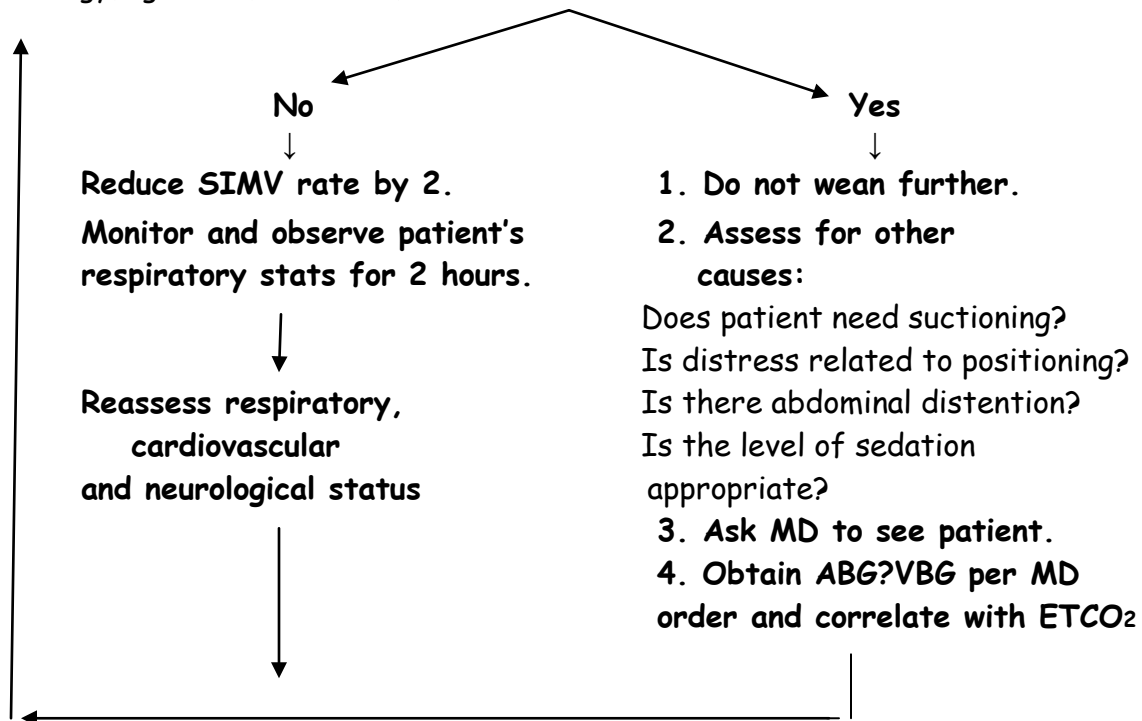 No
Yes
↓
↓
Reduce SIMV rate by 2.
Monitor and observe patient's
respiratory stats for 2 hours.
Reassess respiratory,
cardiovascular
and neurological status
1. Do not wean further.
2. Assess for other
causes:
Does patient need suctioning?
Is distress related to positioning?
Is there abdominal distention?
Is the level of sedation
appropriate?
3. Ask MD to see patient.
4. Obtain ABG?VBG per MD
order and correlate with ETCO2